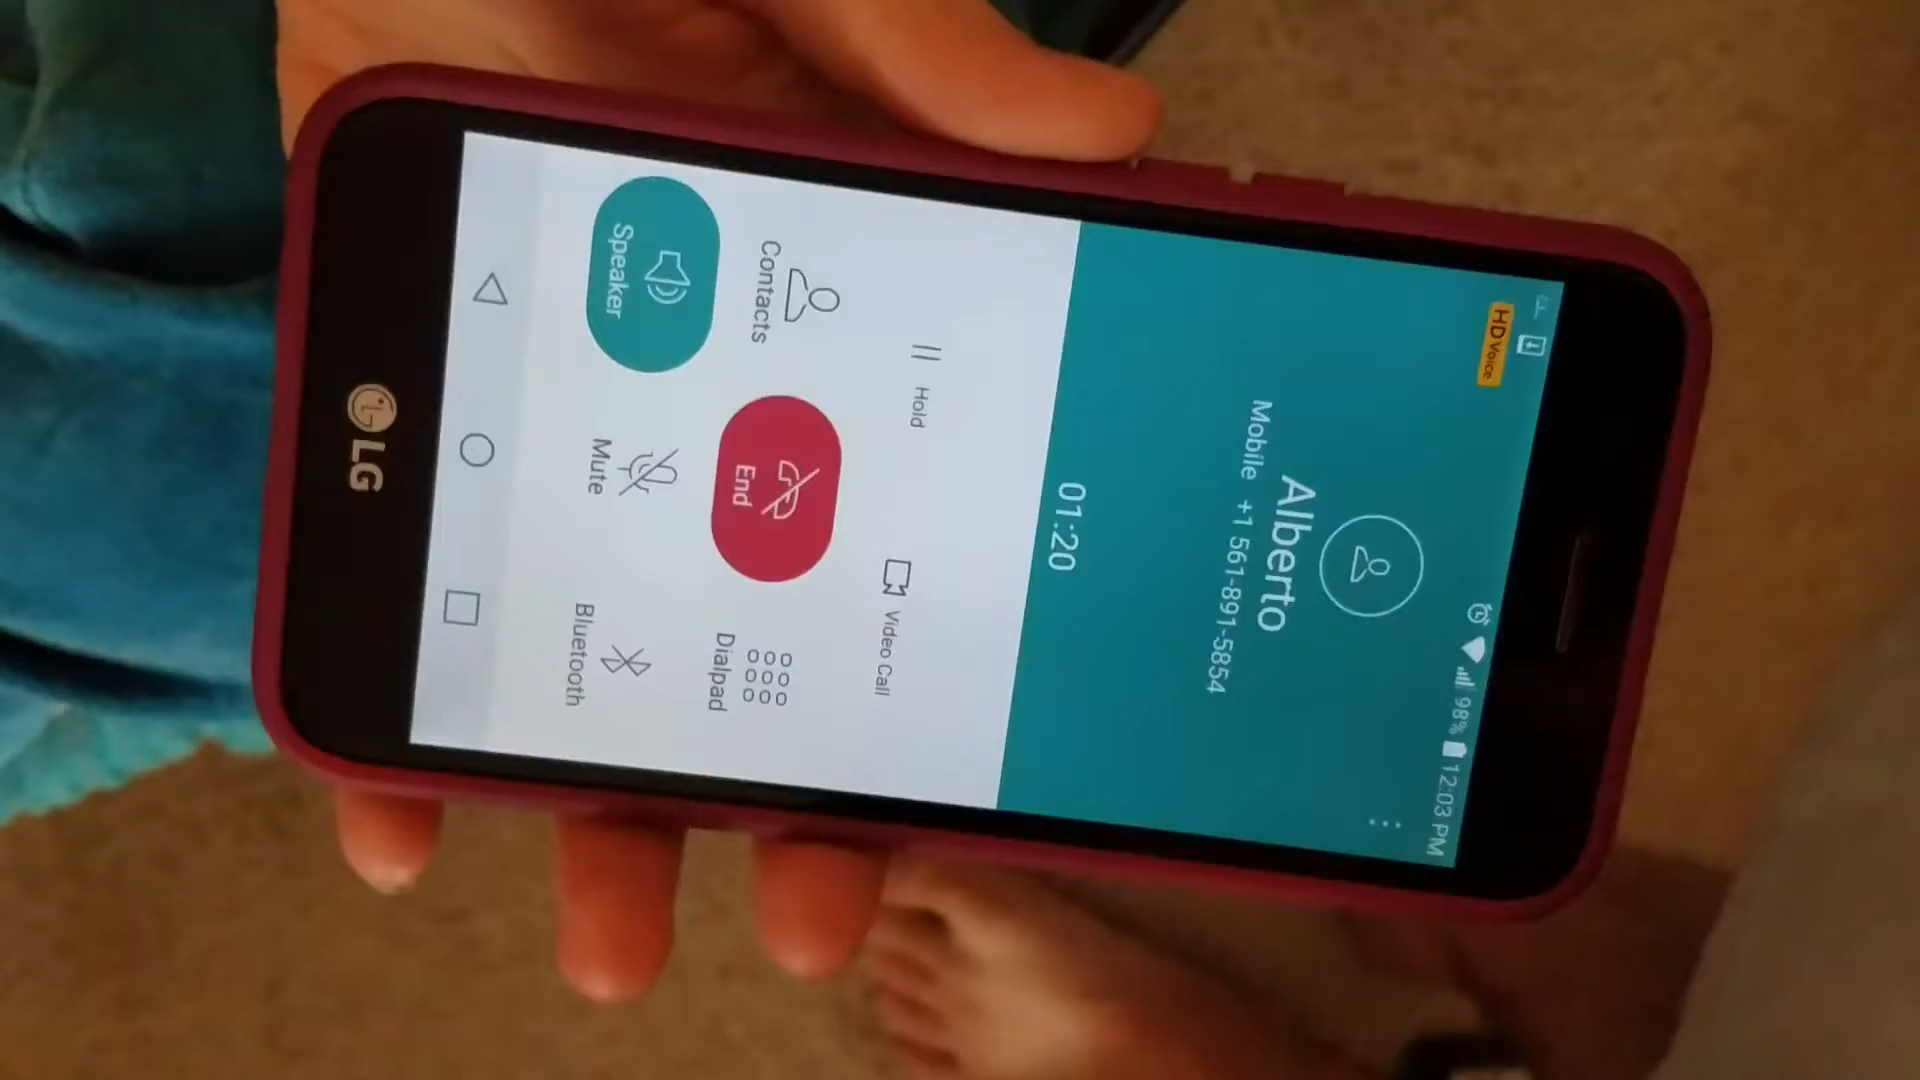 98% 12:03 PM
HD Voice
Alberto
Mobile +1 561-891-5854
01:20
Hold
Video Call
Contacts
End
Dialpad
Speaker
Mute
Bluetooth
LG